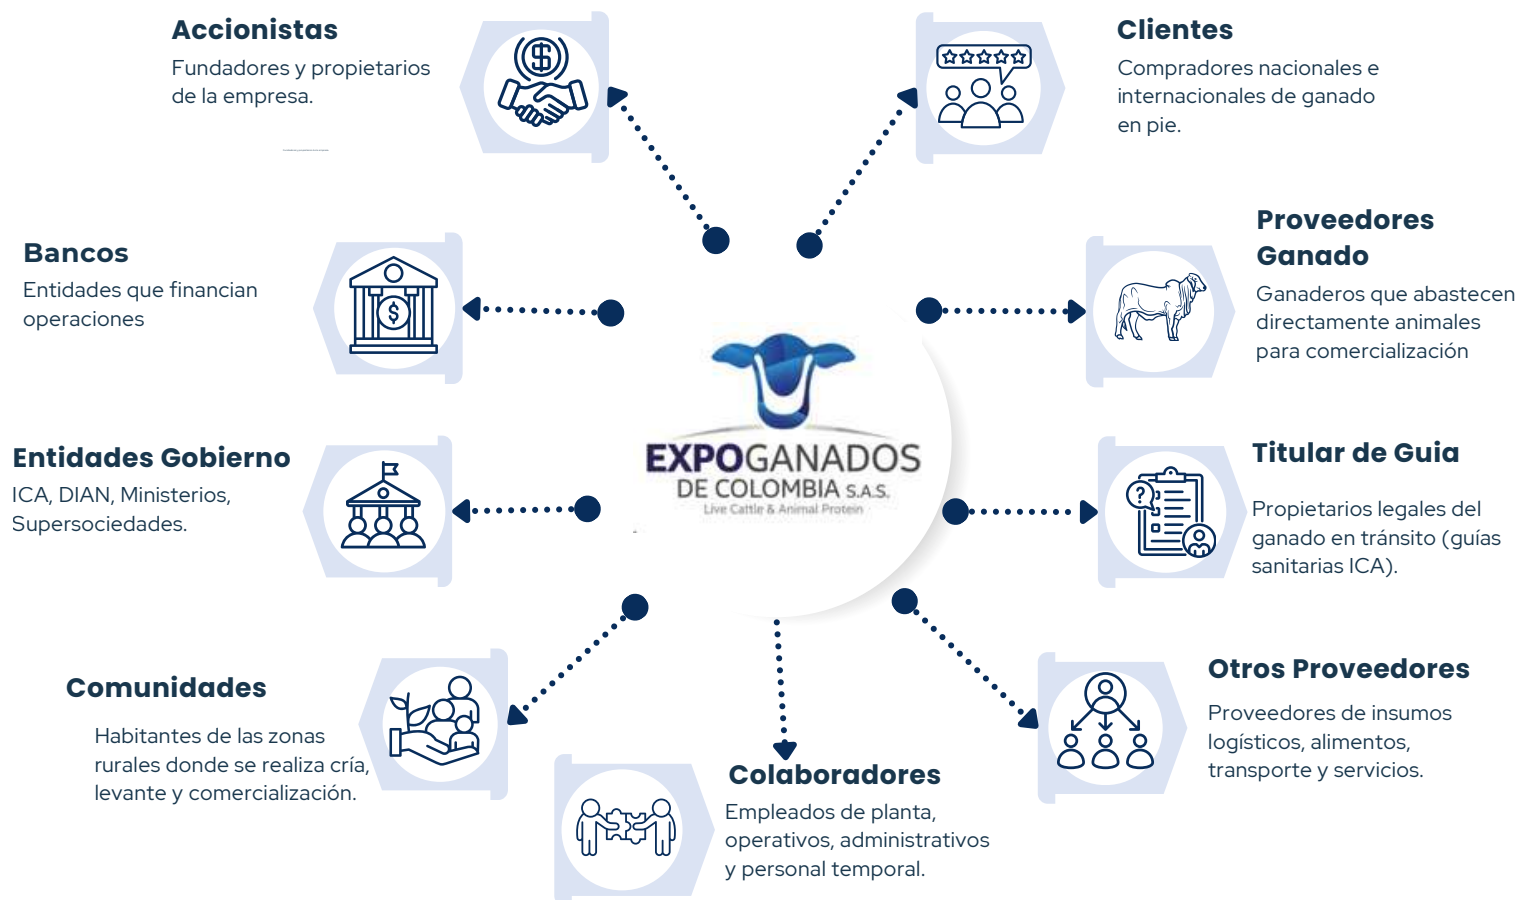 Accionistas
Fundadores y propietarios
de la empresa.
Clientes
Compradores nacionales e
internacionales de ganado
en pie.
Bancos
Entidades que financian
operaciones
Proveedores
Ganado
Ganaderos que abastecen
directamente animales
para comercialización
EXPOGANADOS
DE COLOMBIA S.A.S.
Live Cattle & Animal Protein
Entidades Gobierno
ICA, DIAN, Ministerios,
Supersociedades.
Titular de Guia
Propietarios legales del
ganado en tránsito (guías
sanitarias ICA).
Comunidades
Habitantes de las zonas
rurales donde se realiza cría,
levante y comercialización.
Colaboradores
Empleados de planta,
operativos, administrativos
y personal temporal.
Otros Proveedores
Proveedores de insumos
logísticos, alimentos,
transporte y servicios.